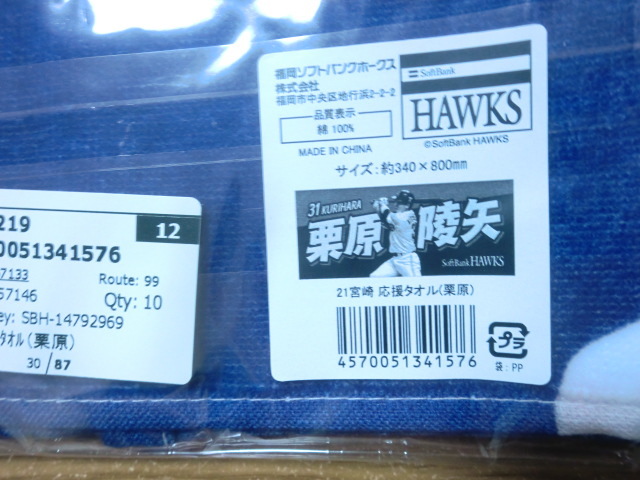 福岡ソフトバンクホークス
株式会社
福岡市中央区地行浜2-2-2
品質表示
綿 100%
MADE IN CHINA
SoftBank
HAWKS
©SoftBank HAWKS
サイズ:約340×800mm
31 KURIHARA
栗原 陵矢
SoftBank HAWKS
21宮崎 応援タオル(栗原)
4570051341576
プラ
袋:PP
219
12
0051341576
7133
Route: 99
57146
Qty: 10
ey: SBH-14792969
タオル(栗原)
30 / 87